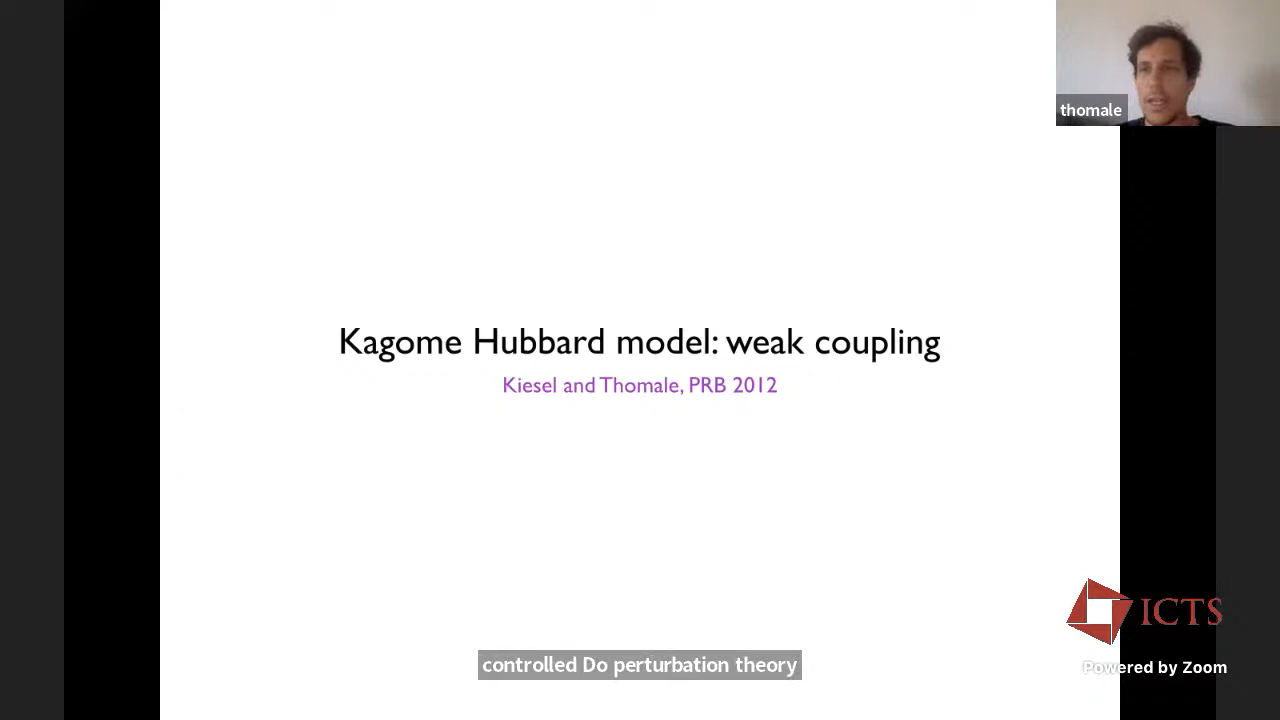 thomale
Kagome Hubbard model: weak coupling
Kiesel and Thomale, PRB 2012
ICTS
controlled Do perturbation theory
Powered by Zoom